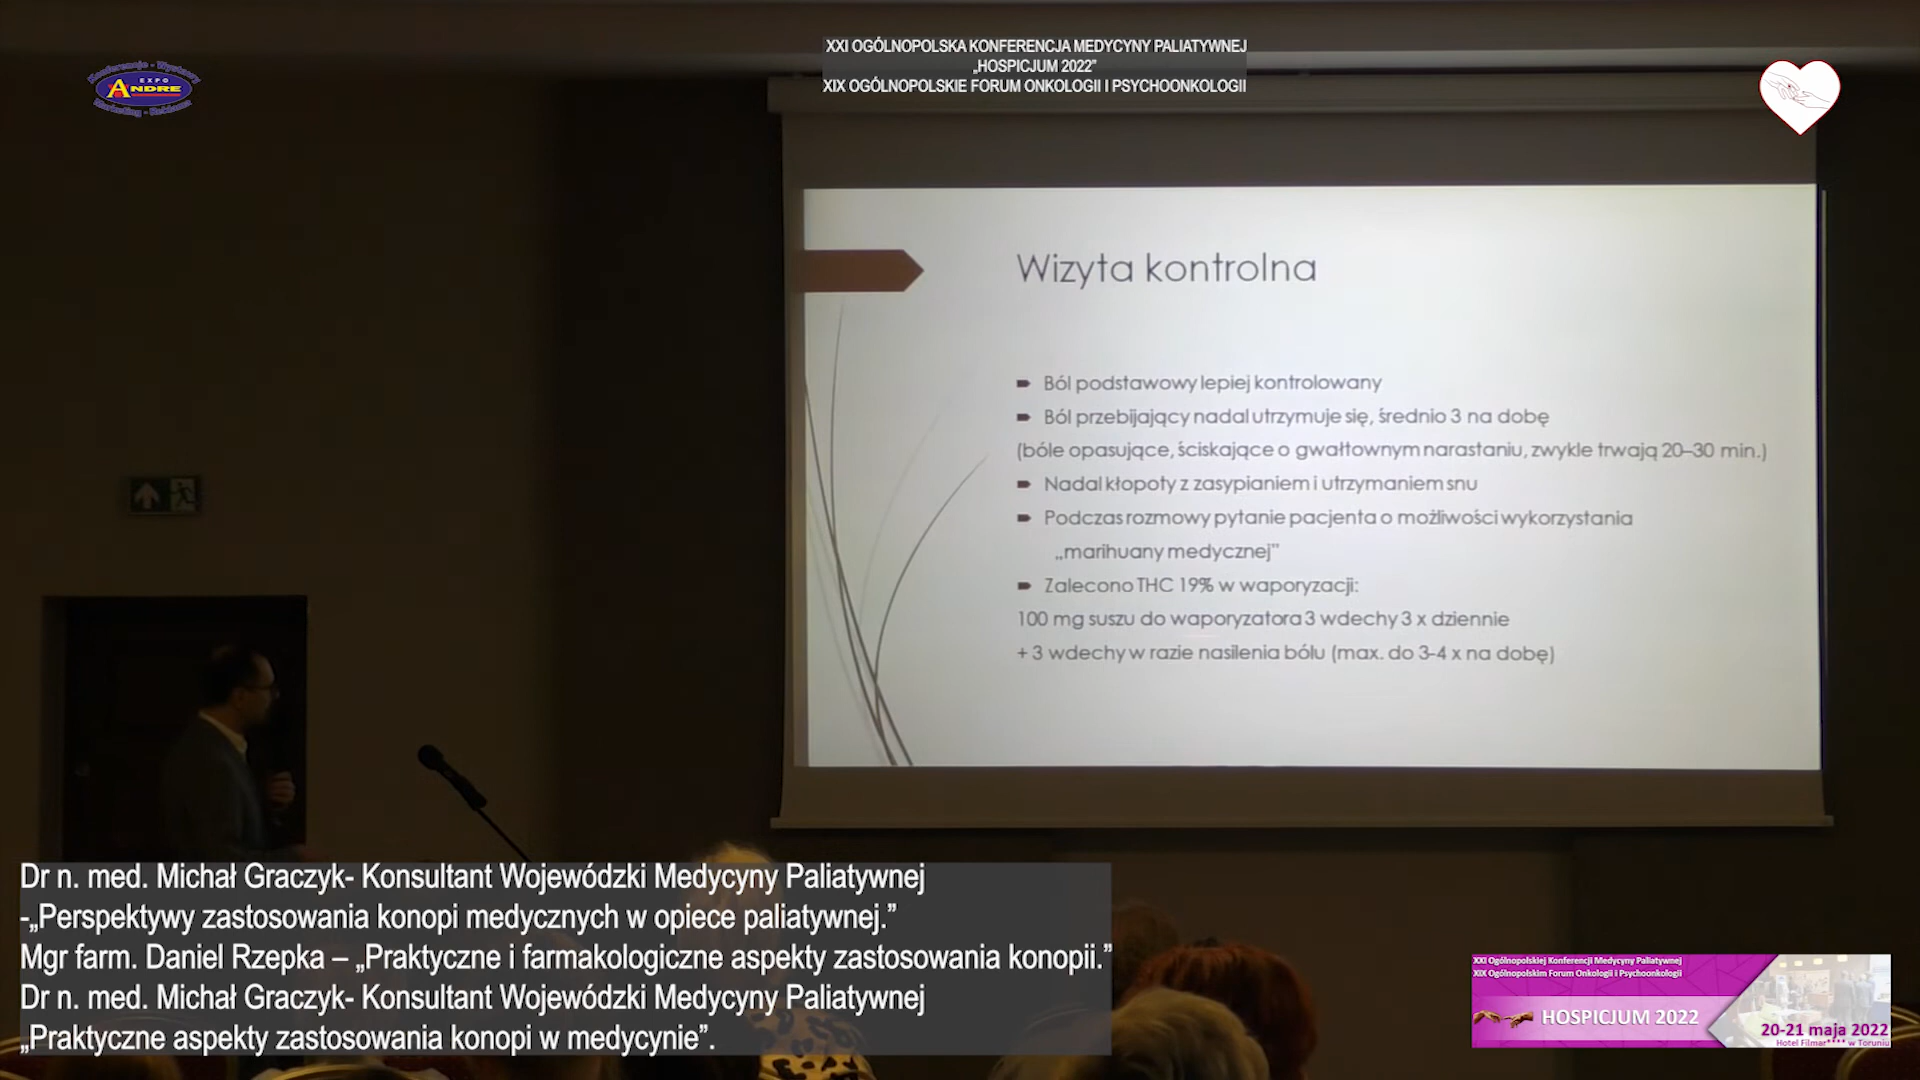 XXI OGÓLNOPOLSKA KONFERENCJA MEDYCYNY PALIATYWNEJ
„HOSPICJUM 2022”
XIX OGÓLNOPOLSKIE FORUM ONKOLOGII I PSYCHOONKOLOGII
Konferencje - Wystawy
EXPO
ANDRE
Marketing - Reklama
Wizyta kontrolna
Ból podstawowy lepiej kontrolowany
Ból przebijający nadal utrzymuje się, średnio 3 na dobę
(bóle opasujące, ściskające o gwałtownym narastaniu, zwykle trwają 20–30 min.)
Nadal kłopoty z zasypianiem i utrzymaniem snu
Podczas rozmowy pytanie pacjenta o możliwości wykorzystania
„marihuany medycznej”
Zalecono THC 19% w waporyzacji:
100 mg suszu do waporyzatora 3 wdechy 3 x dziennie
+ 3 wdechy w razie nasilenia bólu (max. do 3-4 x na dobę)
Dr n. med. Michał Graczyk- Konsultant Wojewódzki Medycyny Paliatywnej
-„Perspektywy zastosowania konopi medycznych w opiece paliatywnej.”
Mgr farm. Daniel Rzepka – „Praktyczne i farmakologiczne aspekty zastosowania konopii.”
Dr n. med. Michał Graczyk- Konsultant Wojewódzki Medycyny Paliatywnej
„Praktyczne aspekty zastosowania konopi w medycynie”.
XXI Ogólnopolskiej Konferencji Medycyny Paliatywnej
XIX Ogólnopolskim Forum Onkologii i Psychoonkologii
HOSPICJUM 2022
20-21 maja 2022
Hotel Filmar**** w Toruniu